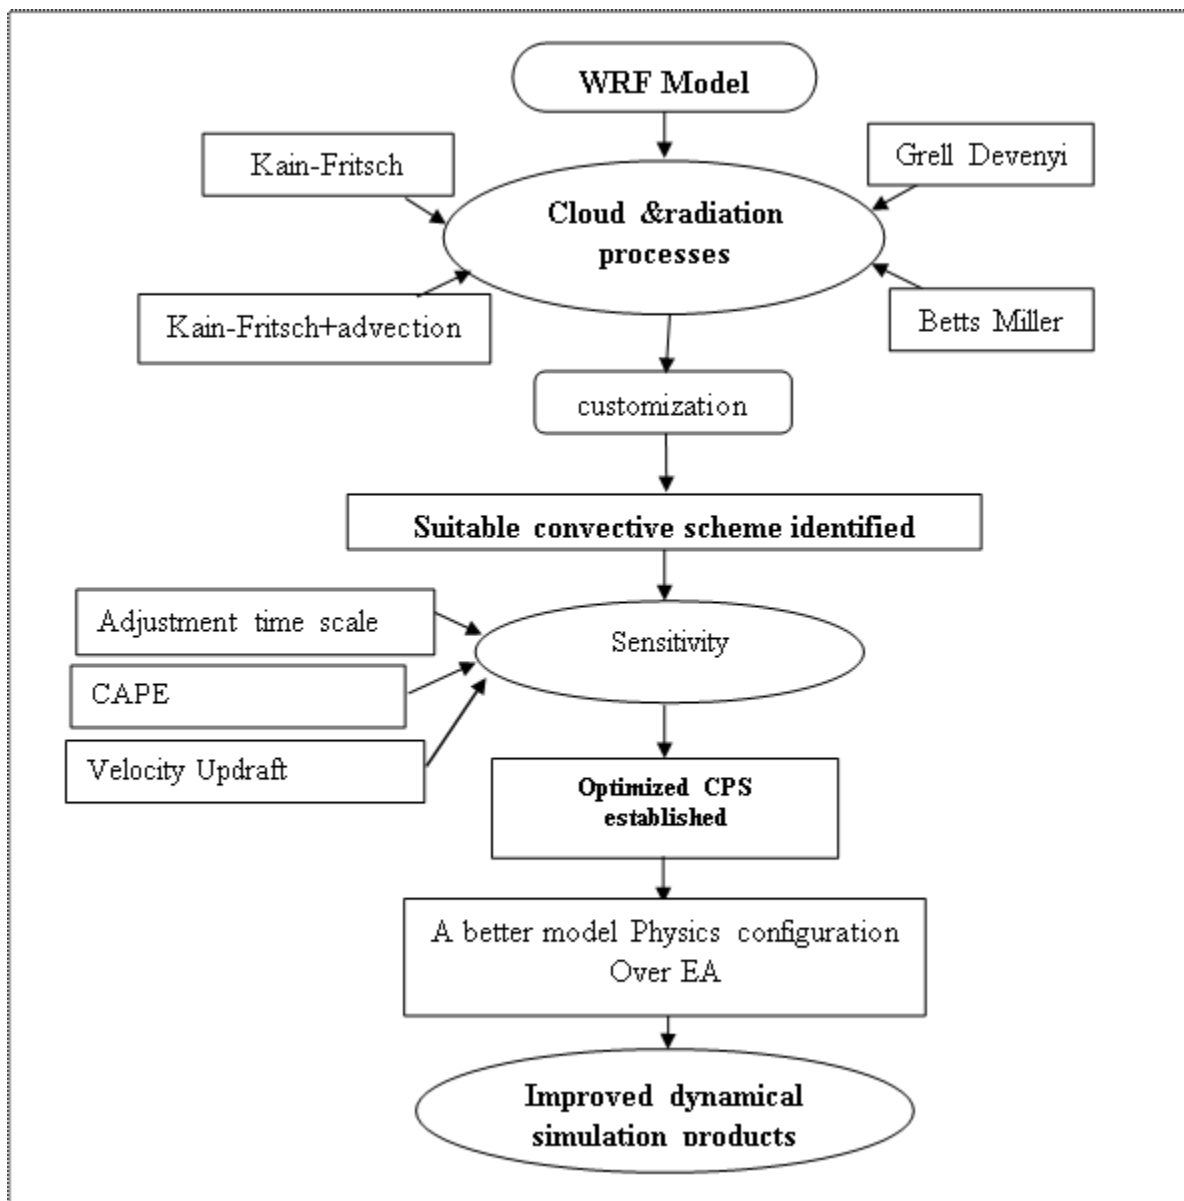 WRF Model
Kain-Fritsch
Grell Devenyi
Cloud &radiation
processes
Kain-Fritsch+advection
Betts Miller
customization
Suitable convective scheme identified
Adjustment time scale
Sensitivity
CAPE
Velocity Updraft
Optimized CPS
established
A better model Physics configuration
Over EA
Improved dynamical
simulation products